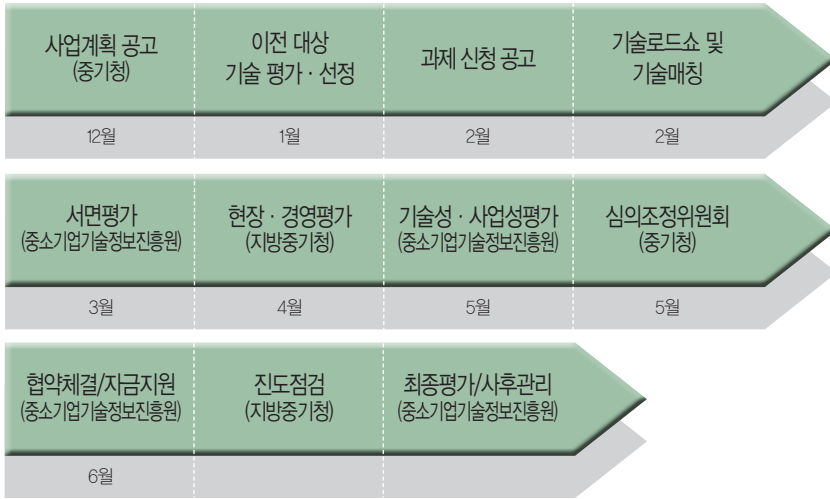 사업계획 공고
(중기청)
이전 대상
기술 평가 · 선정
과제 신청 공고
기술로드쇼 및
기술매칭
12월
1월
2월
2월
서면평가
(중소기업기술정보진흥원)
현장 · 경영평가
(지방중기청)
기술성 · 사업성평가
(중소기업기술정보진흥원)
심의조정위원회
(중기청)
3월
4월
5월
5월
협약체결/자금지원
(중소기업기술정보진흥원)
진도점검
(지방중기청)
최종평가/사후관리
(중소기업기술정보진흥원)
6월